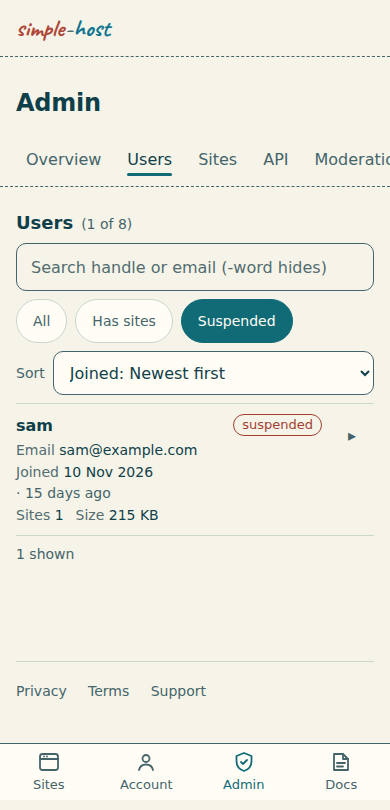 simple-host
Admin
Overview Users Sites API Moderatio
Users (1 of 8)
Search handle or email (-word hides)
All Has sites Suspended
Sort Joined: Newest first
sam suspended
Email sam@example.com
Joined 10 Nov 2026
· 15 days ago
Sites 1 Size 215 KB
1 shown
Privacy Terms Support
Sites Account Admin Docs